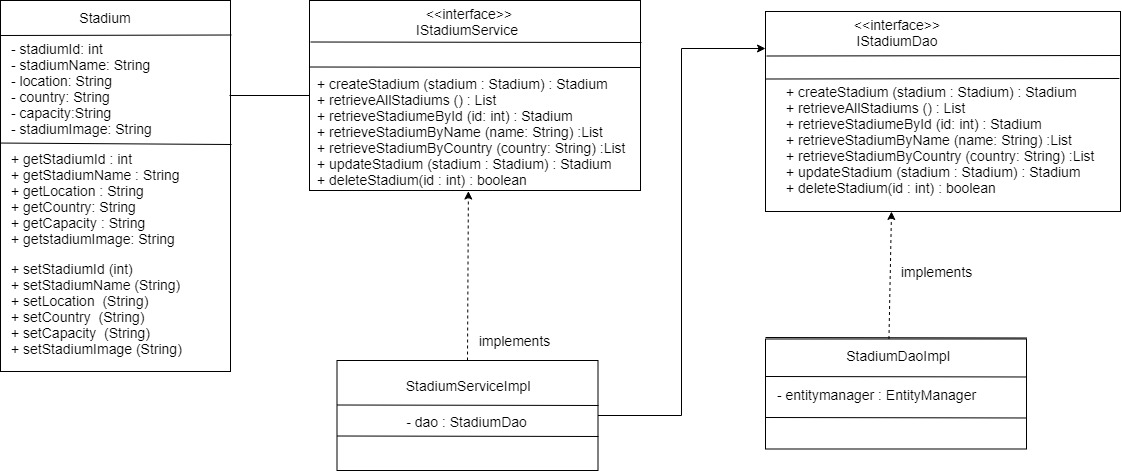 Stadium
- stadiumId: int
- stadiumName: String
- location: String
- country: String
- capacity:String
- stadiumImage: String
+ getStadiumId : int
+ getStadiumName : String
+ getLocation : String
+ getCountry: String
+ getCapacity : String
+ getstadiumImage: String
+ setStadiumId (int)
+ setStadiumName (String)
+ setLocation  (String)
+ setCountry  (String)
+ setCapacity  (String)
+ setStadiumImage (String)
<<interface>>
IStadiumService
+ createStadium (stadium : Stadium) : Stadium
+ retrieveAllStadiums () : List
+ retrieveStadiumeById (id: int) : Stadium
+ retrieveStadiumByName (name: String) :List
+ retrieveStadiumByCountry (country: String) :List
+ updateStadium (stadium : Stadium) : Stadium
+ deleteStadium(id : int) : boolean
<<interface>>
IStadiumDao
+ createStadium (stadium : Stadium) : Stadium
+ retrieveAllStadiums () : List
+ retrieveStadiumeById (id: int) : Stadium
+ retrieveStadiumByName (name: String) :List
+ retrieveStadiumByCountry (country: String) :List
+ updateStadium (stadium : Stadium) : Stadium
+ deleteStadium(id : int) : boolean
implements
implements
StadiumServiceImpl
- dao : StadiumDao
StadiumDaoImpl
- entitymanager : EntityManager